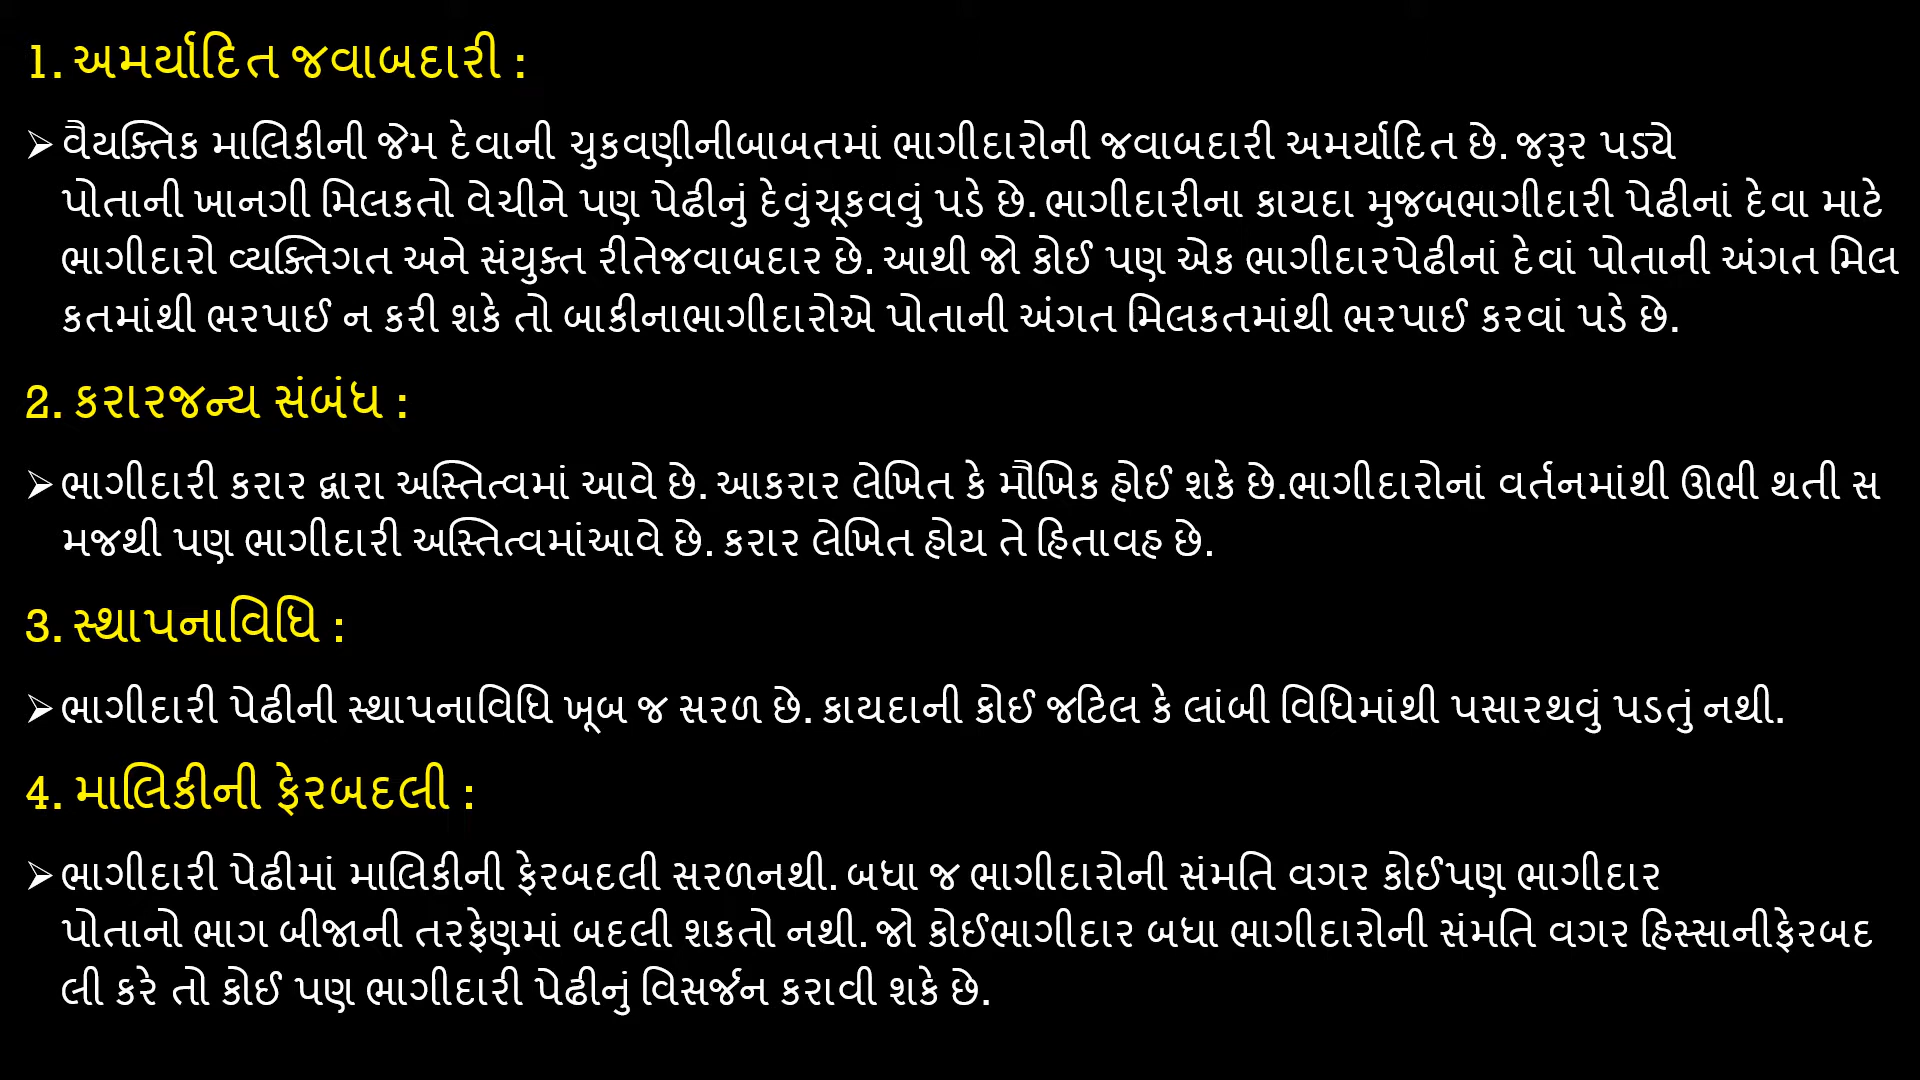 1. અમર્યાદિત જવાબદારી :
➢ વૈયક્તિક માલિકીની જેમ દેવાની ચુકવણીનીબાબતમાં ભાગીદારોની જવાબદારી અમર્યાદિત છે. જરૂર પડ્યે
પોતાની ખાનગી મિલકતો વેચીને પણ પેઢીનું દેવુંચૂકવવું પડે છે. ભાગીદારીના કાયદા મુજબભાગીદારી પેઢીનાં દેવા માટે
ભાગીદારો વ્યક્તિગત અને સંયુક્ત રીતેજવાબદાર છે. આથી જો કોઈ પણ એક ભાગીદારપેઢીનાં દેવાં પોતાની અંગત મિલ
કતમાંથી ભરપાઈ ન કરી શકે તો બાકીનાભાગીદારોએ પોતાની અંગત મિલકતમાંથી ભરપાઈ કરવાં પડે છે.
2. કરારજન્ય સંબંધ :
➢ ભાગીદારી કરાર દ્વારા અસ્તિત્વમાં આવે છે. આકરાર લેખિત કે મૌખિક હોઈ શકે છે.ભાગીદારોનાં વર્તનમાંથી ઊભી થતી સ
મજથી પણ ભાગીદારી અસ્તિત્વમાંઆવે છે. કરાર લેખિત હોય તે હિતાવહ છે.
3. સ્થાપનાવિધિ :
➢ ભાગીદારી પેઢીની સ્થાપનાવિધિ ખૂબ જ સરળ છે. કાયદાની કોઈ જટિલ કે લાંબી વિધિમાંથી પસારથવું પડતું નથી.
4. માલિકીની ફેરબદલી :
➢ ભાગીદારી પેઢીમાં માલિકીની ફેરબદલી સરળનથી. બધા જ ભાગીદારોની સંમતિ વગર કોઈપણ ભાગીદાર
પોતાનો ભાગ બીજાની તરફેણમાં બદલી શકતો નથી. જો કોઈભાગીદાર બધા ભાગીદારોની સંમતિ વગર હિસ્સાનીફેરબદ
લી કરે તો કોઈ પણ ભાગીદારી પેઢીનું વિસર્જન કરાવી શકે છે.